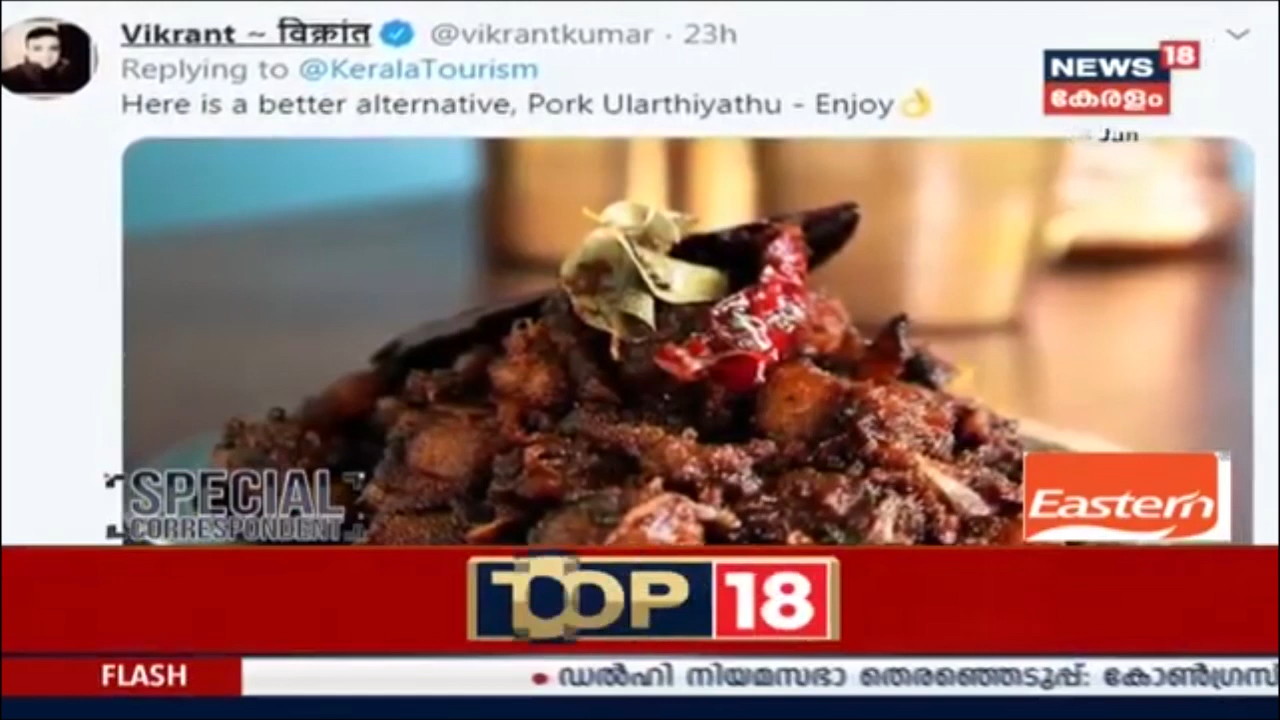 Vikrant ~ विक्रांत @vikrantkumar · 23h
Replying to @KeralaTourism
Here is a better alternative, Pork Ularthiyathu - Enjoy👌
NEWS 18
കേരളം
Jun
SPECIAL
CORRESPONDENT
Eastern
TOP 18
FLASH
• ഡൽഹി നിയമസഭാ തെരഞ്ഞെടുപ്പ്: കോൺഗ്രസ്